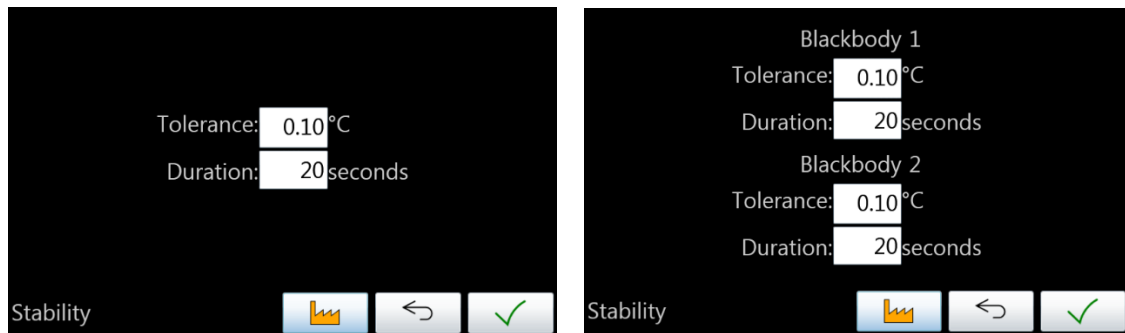 Tolerance: 0.10 °C
Duration: 20 seconds
Stability
Blackbody 1
Tolerance: 0.10 °C
Duration: 20 seconds
Blackbody 2
Tolerance: 0.10 °C
Duration: 20 seconds
Stability